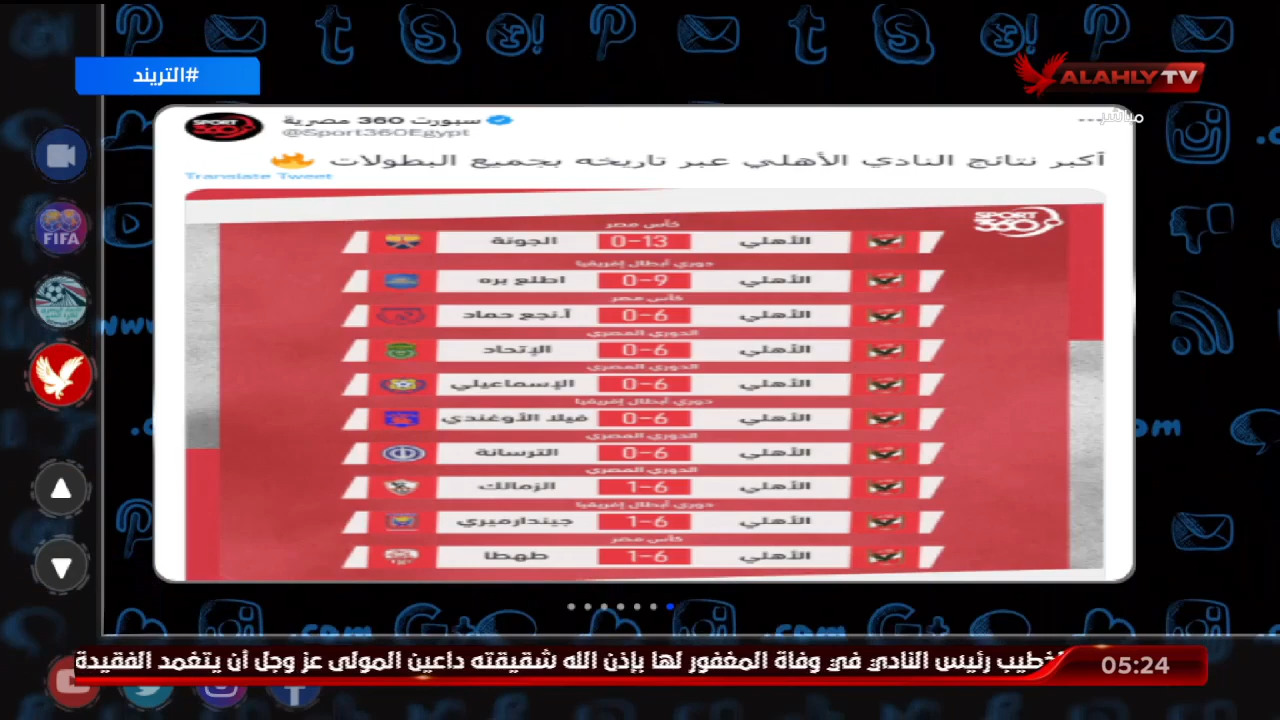 #التريند
ALAHLY TV
مباشر
سبورت 360 مصرية
@Sport360Egypt
أكبر نتائج النادي الأهلي عبر تاريخه بجميع البطولات
Translate Tweet
SPORT 360
FIFA
كأس مصر
الأهلي 13-0 الجونة
دوري أبطال إفريقيا
الأهلي 9-0 اطلع بره
كأس مصر
الأهلي 6-0 أ.نجع حماد
الدوري المصري
الأهلي 6-0 الإتحاد
الدوري المصري
الأهلي 6-0 الإسماعيلي
دوري أبطال إفريقيا
الأهلي 6-0 فيلا الأوغندي
الدوري المصري
الأهلي 6-0 الترسانة
الدوري المصري
الأهلي 6-1 الزمالك
دوري أبطال إفريقيا
الأهلي 6-1 جيندارميري
كأس مصر
الأهلي 6-1 طهطا
لخطيب رئيس النادي في وفاة المغفور لها بإذن الله شقيقته داعين المولى عز وجل أن يتغمد الفقيدة
05:24